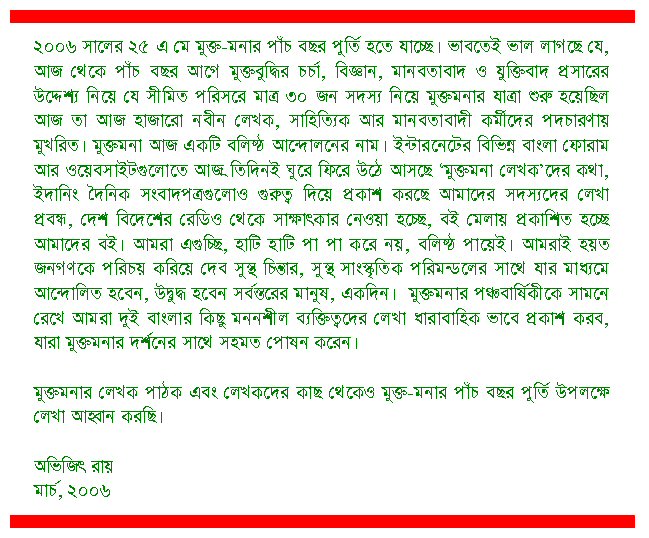 ২০০৬ সালের ২৫ এ মে মুক্ত-মনার পাঁচ বছর পুর্তি হতে যাচ্ছে। ভাবতেই ভাল লাগছে যে,
আজ থেকে পাঁচ বছর আগে মুক্তবুদ্ধির চর্চা, বিজ্ঞান, মানবতাবাদ ও যুক্তিবাদ প্রসারের
উদ্দেশ্য নিয়ে যে সীমিত পরিসরে মাত্র ৩০ জন সদস্য নিয়ে মুক্তমনার যাত্রা শুরু হয়েছিল
আজ তা আজ হাজারো নবীন লেখক, সাহিত্যিক আর মানবতাবাদী কর্মীদের পদচারণায়
মুখরিত। মুক্তমনা আজ একটি বলিষ্ঠ আন্দোলনের নাম। ইন্টারনেটের বিভিন্ন বাংলা ফোরাম
আর ওয়েবসাইটগুলোতে আজ তিদিনই ঘুরে ফিরে উঠে আসছে ‘মুক্তমনা লেখক’দের কথা,
ইদানিং দৈনিক সংবাদপত্রগুলোও গুরুত্ব দিয়ে প্রকাশ করছে আমাদের সদস্যদের লেখা
প্রবন্ধ, দেশ বিদেশের রেডিও থেকে সাক্ষাৎকার নেওয়া হচ্ছে, বই মেলায় প্রকাশিত হচ্ছে
আমাদের বই। আমরা এগুচ্ছি, হাটি হাটি পা পা করে নয়, বলিষ্ঠ পায়েই। আমরাই হয়ত
জনগণকে পরিচয় করিয়ে দেব সুস্থ চিন্তার, সুস্থ সাংস্কৃতিক পরিমন্ডলের সাথে যার মাধ্যমে
আন্দোলিত হবেন, উদ্বুদ্ধ হবেন সর্বস্তরের মানুষ, একদিন। মুক্তমনার পঞ্চবার্ষিকীকে সামনে
রেখে আমরা দুই বাংলার কিছু মননশীল ব্যক্তিত্বদের লেখা ধারাবাহিক ভাবে প্রকাশ করব,
যারা মুক্তমনার দর্শনের সাথে সহমত পোষন করেন।
মুক্তমনার লেখক পাঠক এবং লেখকদের কাছ থেকেও মুক্ত-মনার পাঁচ বছর পুর্তি উপলক্ষে
লেখা আহ্বান করছি।
অভিজিৎ রায়
মার্চ, ২০০৬